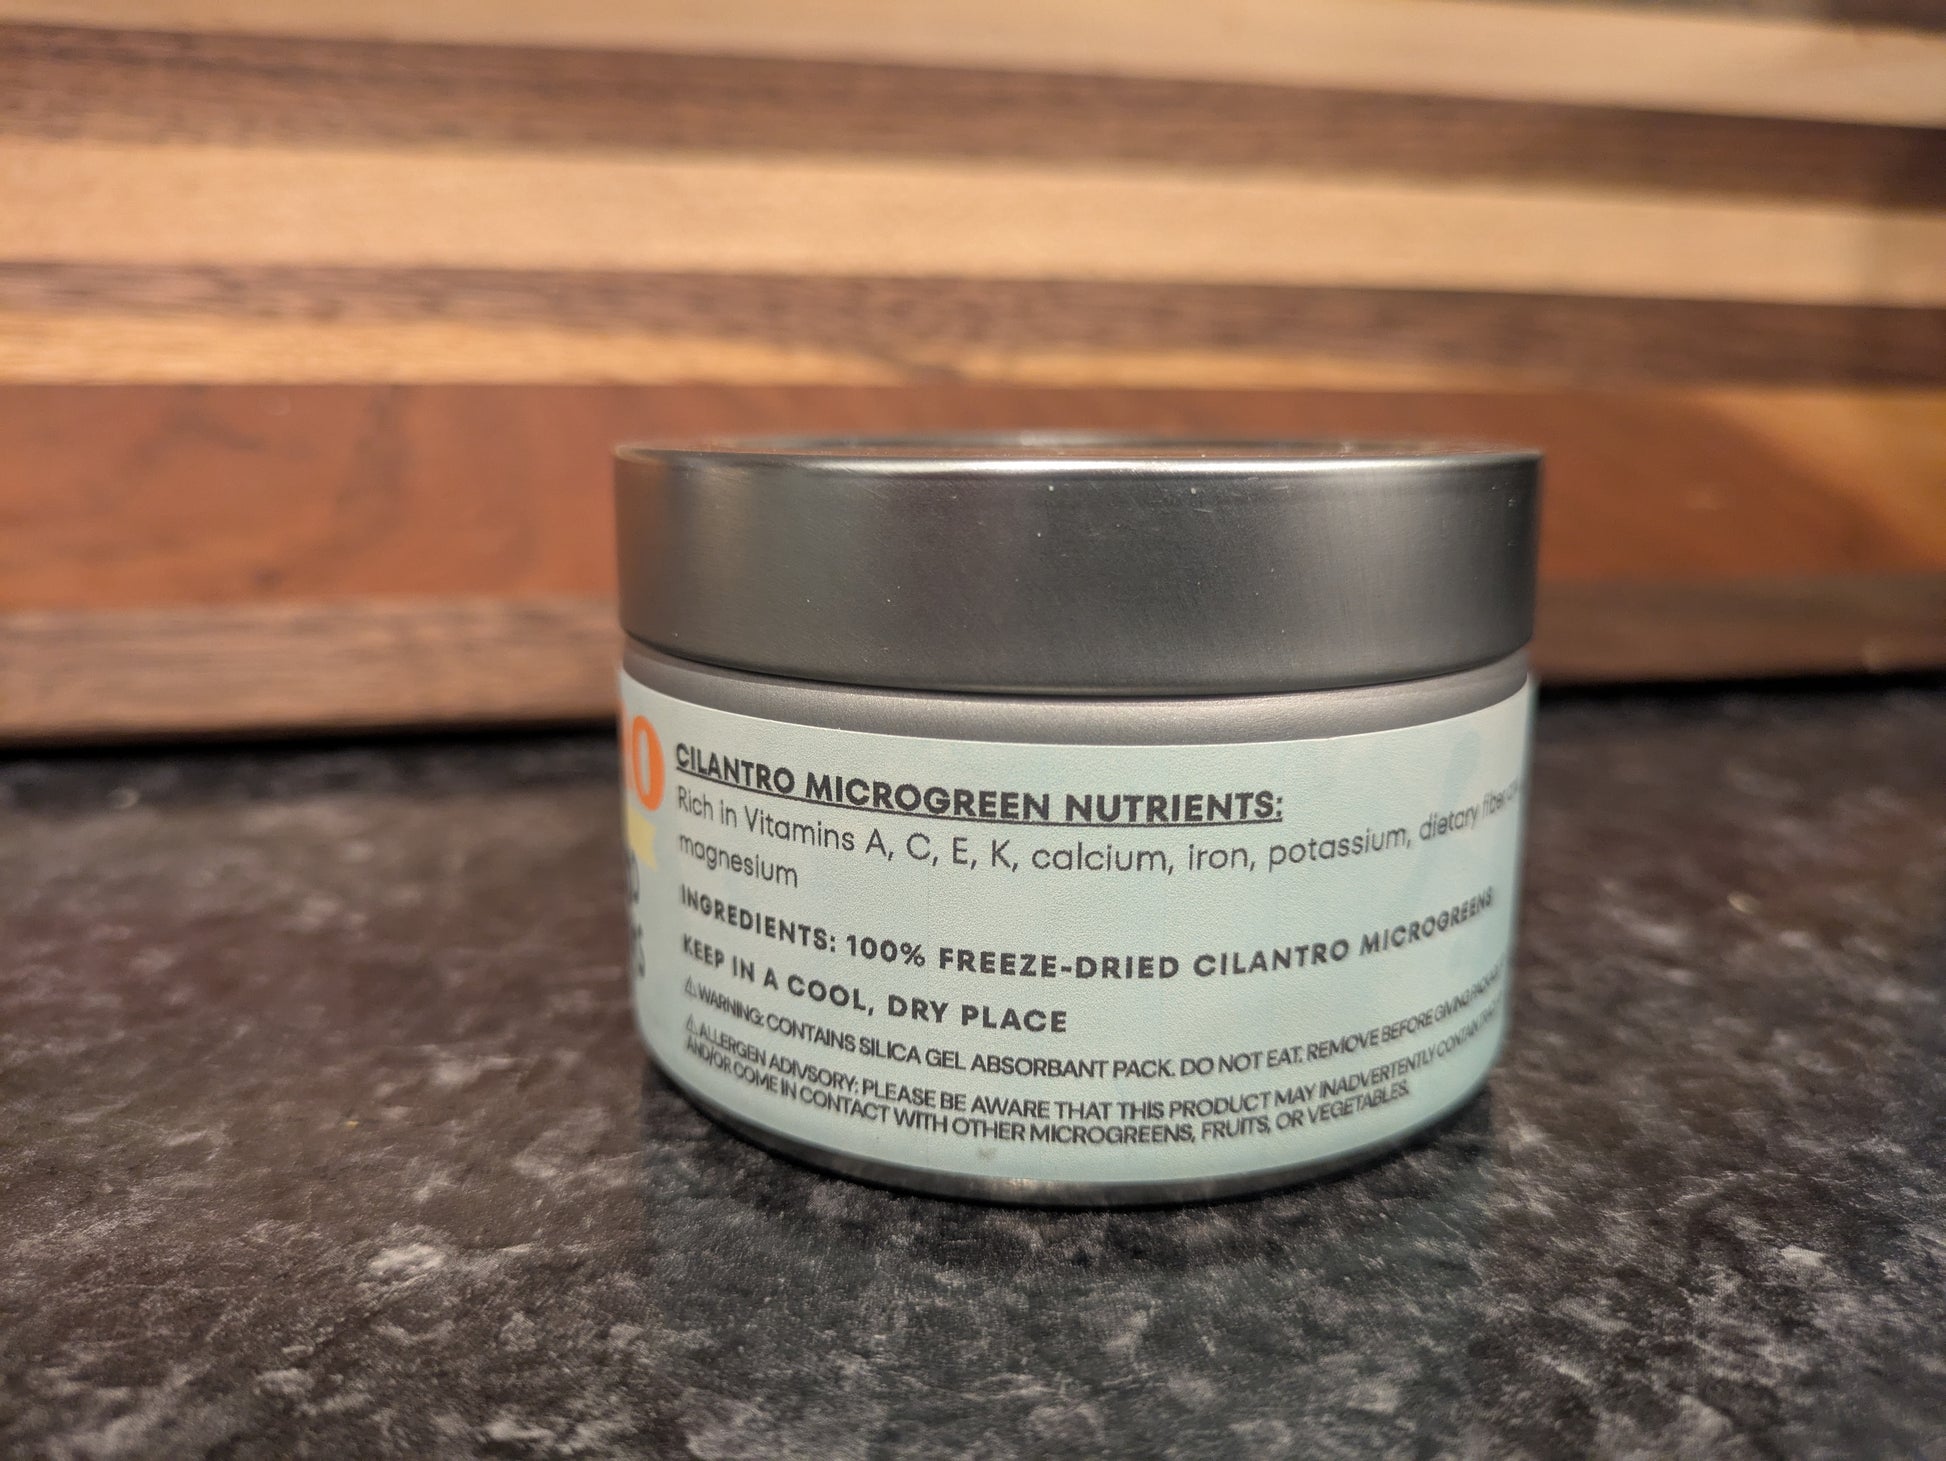 CILANTRO MICROGREEN NUTRIENTS:
Rich in Vitamins A, C, E, K, calcium, iron, potassium, dietary fiber
magnesium
INGREDIENTS: 100% FREEZE-DRIED CILANTRO MICROGREENS
KEEP IN A COOL, DRY PLACE
⚠ WARNING: CONTAINS SILICA GEL ABSORBANT PACK. DO NOT EAT. REMOVE BEFORE GIVING
⚠ ALLERGEN ADIVSORY: PLEASE BE AWARE THAT THIS PRODUCT MAY INADVERTENTLY CONTAIN
AND/OR COME IN CONTACT WITH OTHER MICROGREENS, FRUITS, OR VEGETABLES.